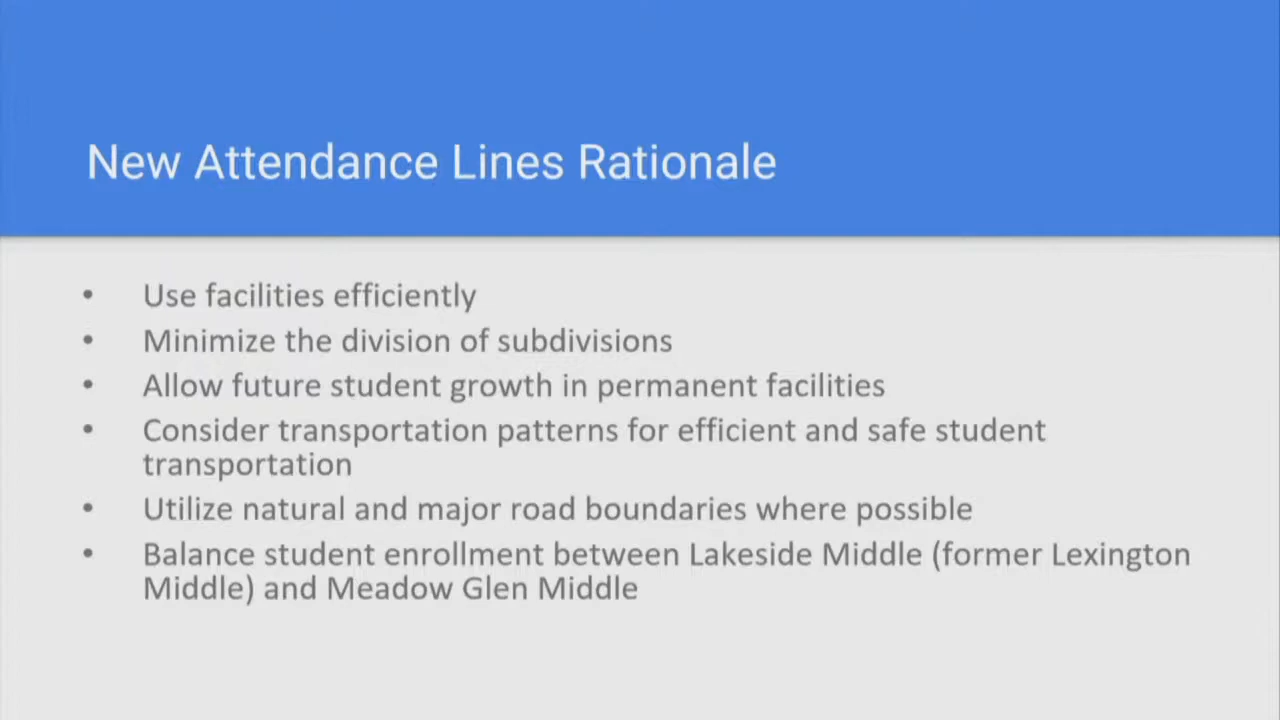 New Attendance Lines Rationale
• Use facilities efficiently
• Minimize the division of subdivisions
• Allow future student growth in permanent facilities
• Consider transportation patterns for efficient and safe student
transportation
• Utilize natural and major road boundaries where possible
• Balance student enrollment between Lakeside Middle (former Lexington
Middle) and Meadow Glen Middle